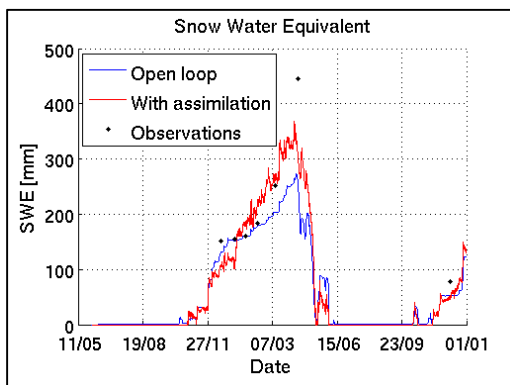 Snow Water Equivalent
500
400
300
200
100
0
SWE [mm]
Open loop
With assimilation
Observations
11/05 19/08 27/11 07/03 15/06 23/09 01/01
Date